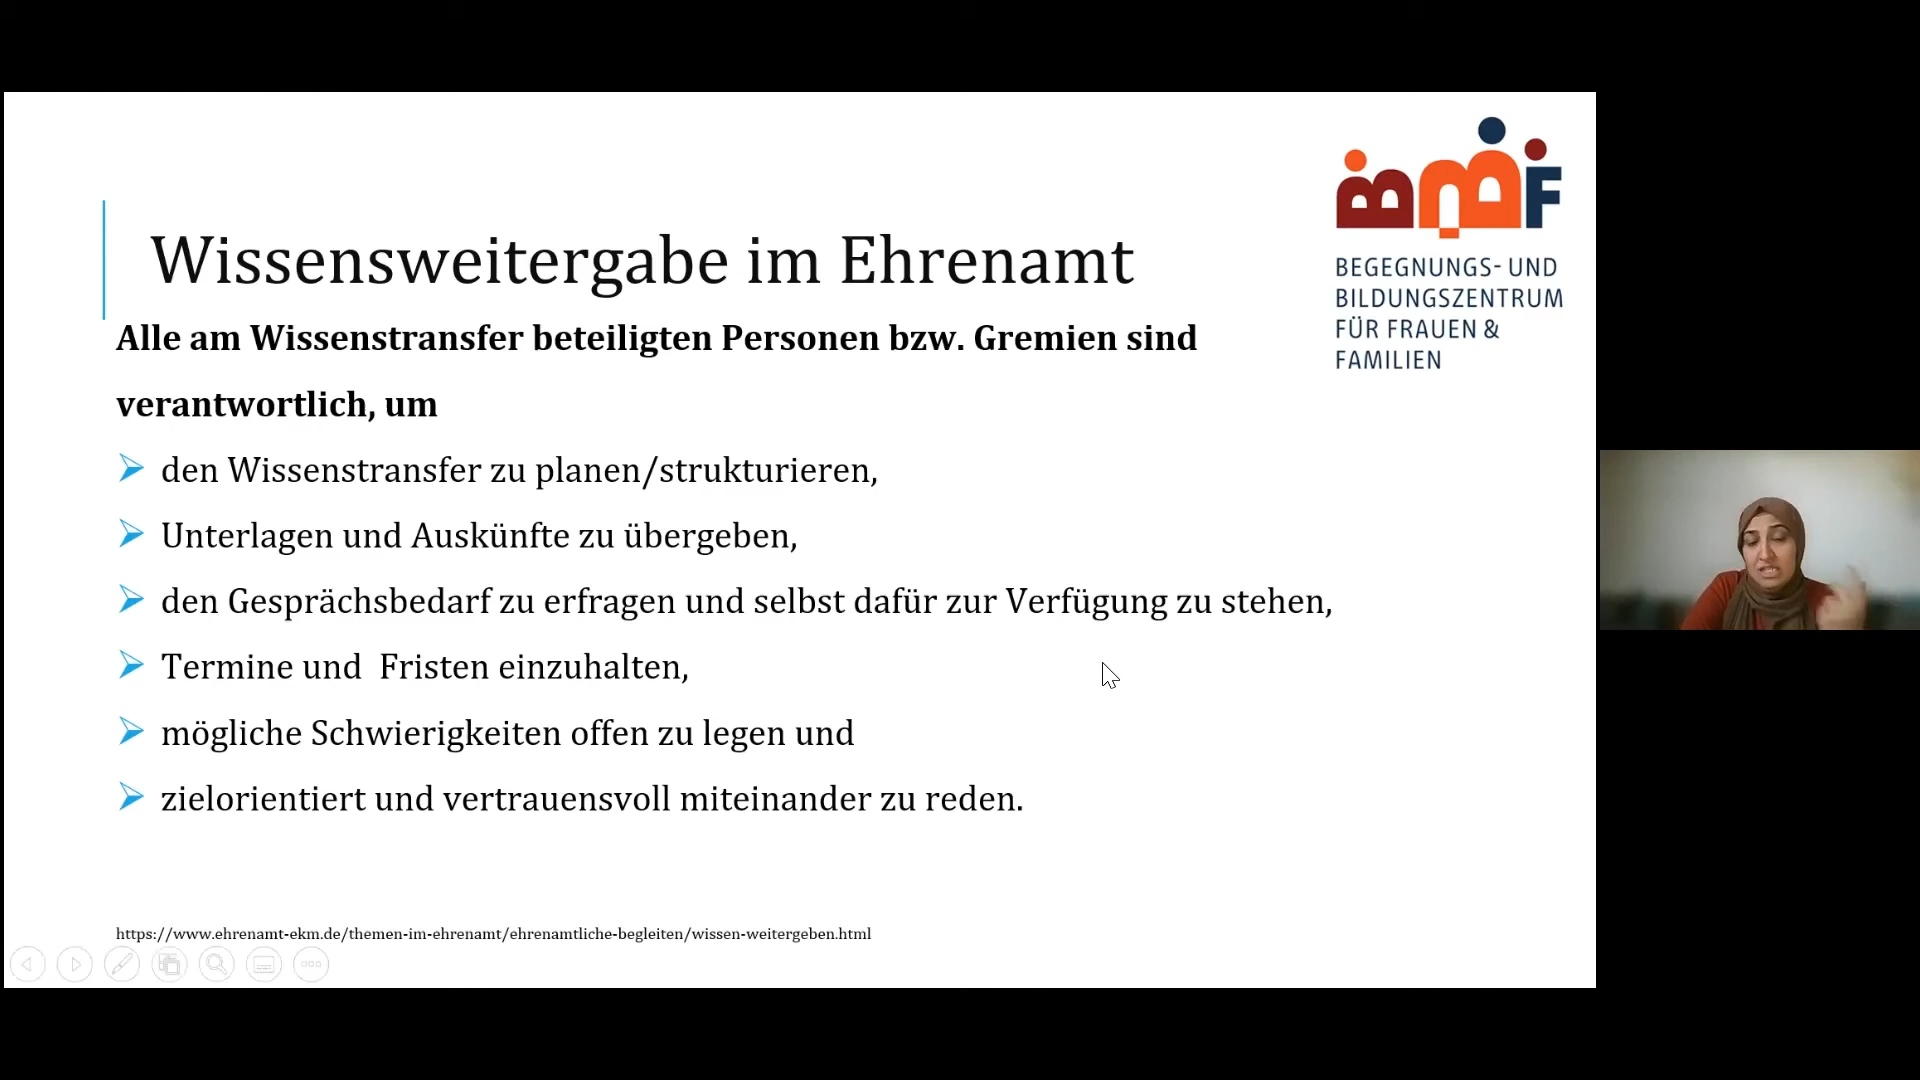 BBF
BEGEGNUNGS- UND
BILDUNGSZENTRUM
FÜR FRAUEN &
FAMILIEN
Wissensweitergabe im Ehrenamt
Alle am Wissenstransfer beteiligten Personen bzw. Gremien sind
verantwortlich, um
den Wissenstransfer zu planen/strukturieren,
Unterlagen und Auskünfte zu übergeben,
den Gesprächsbedarf zu erfragen und selbst dafür zur Verfügung zu stehen,
Termine und  Fristen einzuhalten,
mögliche Schwierigkeiten offen zu legen und
zielorientiert und vertrauensvoll miteinander zu reden.
https://www.ehrenamt-ekm.de/themen-im-ehrenamt/ehrenamtliche-begleiten/wissen-weitergeben.html